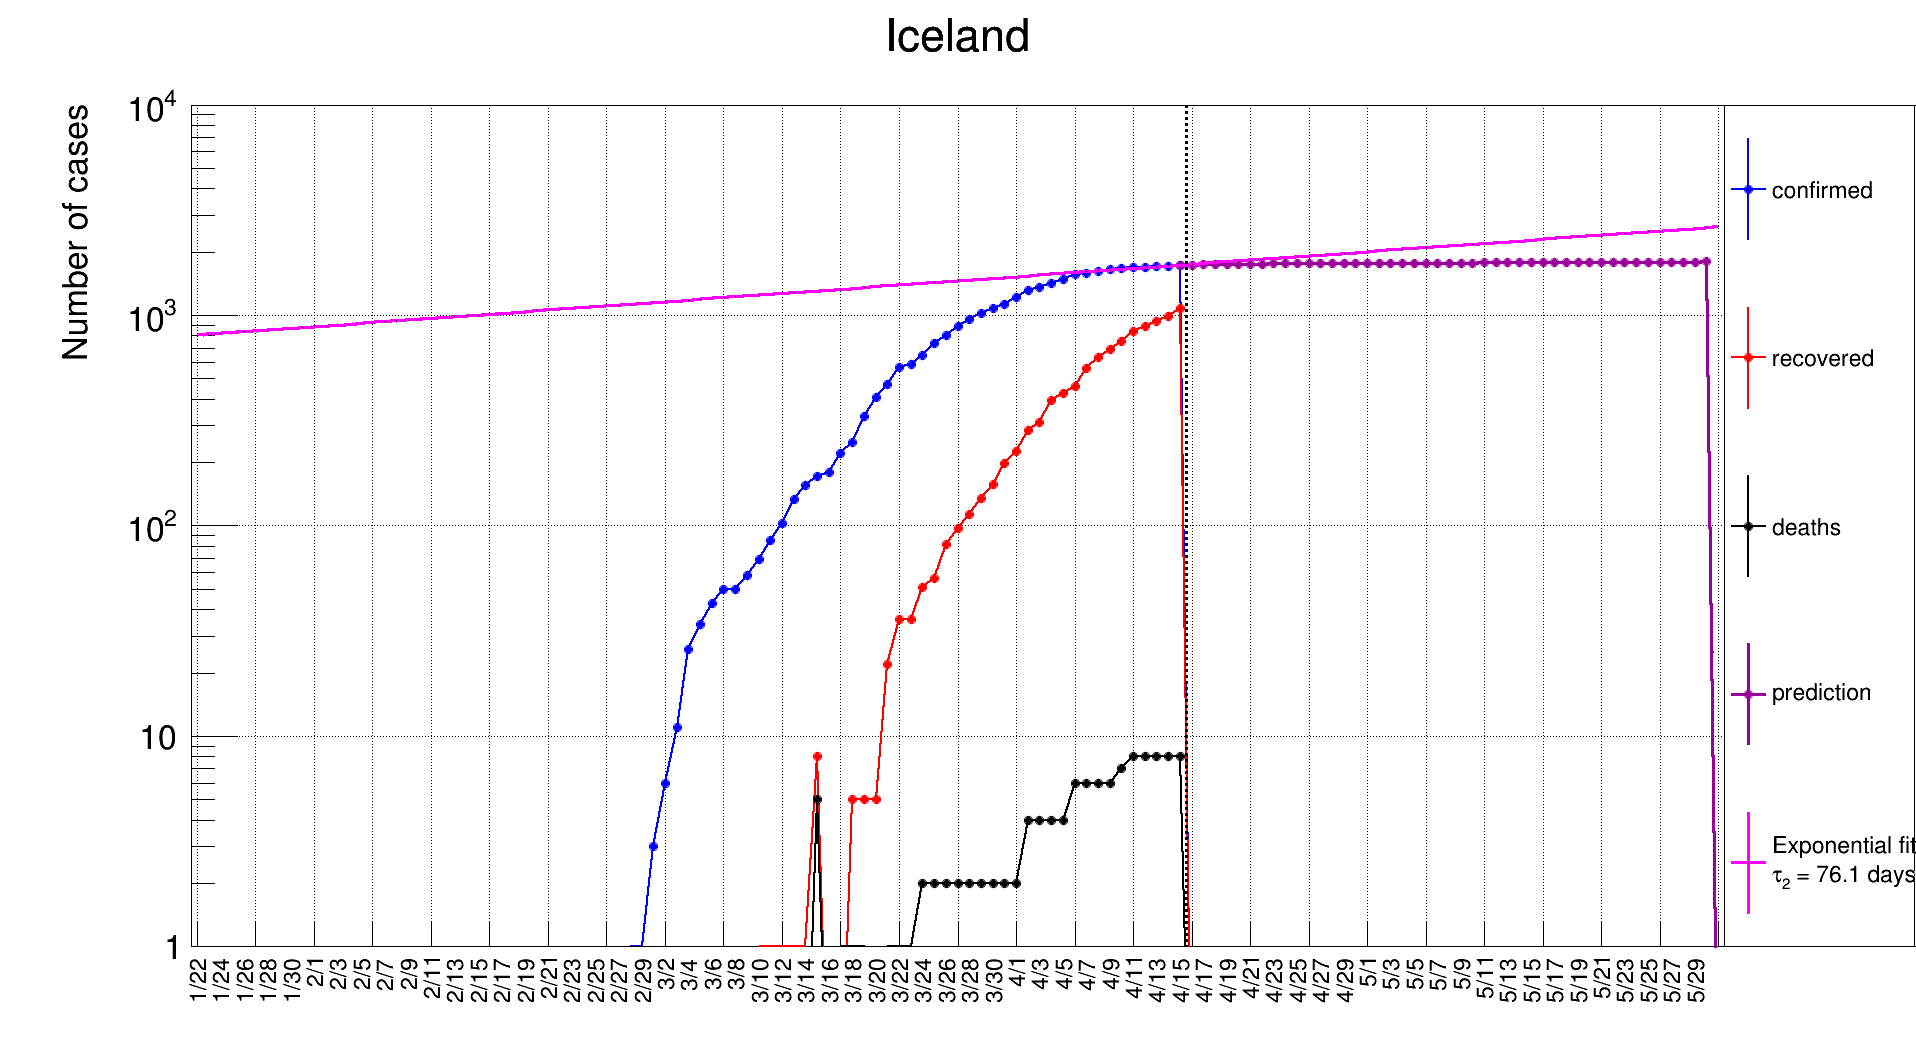 Iceland
Number of cases
10^4
10^3
10^2
10
1
1/22 1/24 1/26 1/28 1/30 2/1 2/3 2/5 2/7 2/9 2/11 2/13 2/15 2/17 2/19 2/21 2/23 2/25 2/27 2/29 3/2 3/4 3/6 3/8 3/10 3/12 3/14 3/16 3/18 3/20 3/22 3/24 3/26 3/28 3/30 4/1 4/3 4/5 4/7 4/9 4/11 4/13 4/15 4/17 4/19 4/21 4/23 4/25 4/27 4/29 5/1 5/3 5/5 5/7 5/9 5/11 5/13 5/15 5/17 5/19 5/21 5/23 5/25 5/27 5/29
confirmed
recovered
deaths
prediction
Exponential fit
τ₂ = 76.1 days